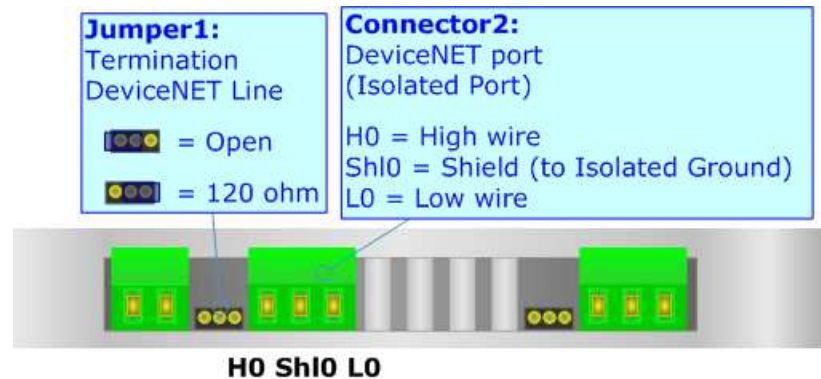 Jumper1:
Termination
DeviceNET Line
= Open
= 120 ohm
Connector2:
DeviceNET port
(Isolated Port)
H0 = High wire
Shl0 = Shield (to Isolated Ground)
L0 = Low wire
H0 Shl0 L0